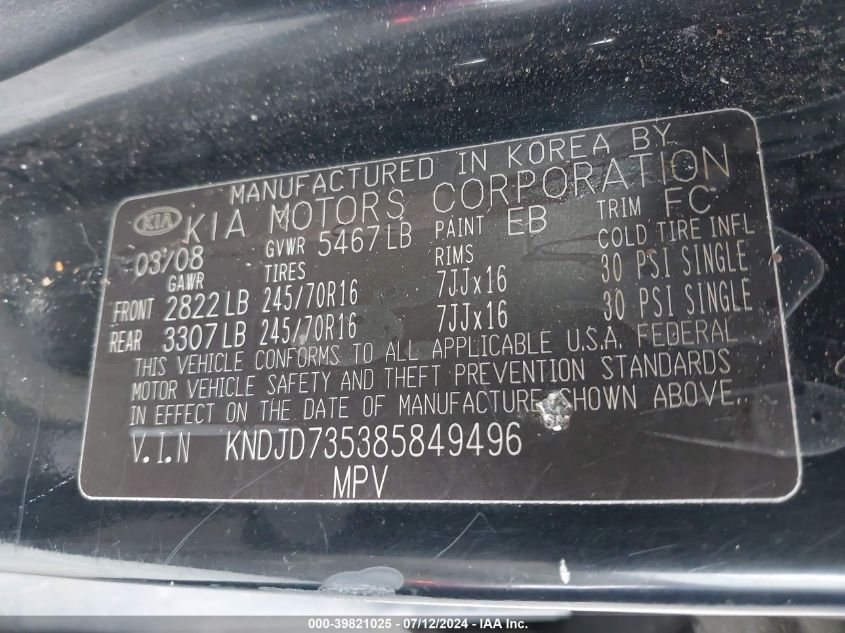 MANUFACTURED IN KOREA BY
KIA KIA MOTORS CORPORATION
03/08 GVWR 5467LB PAINT EB TRIM FC
GAWR TIRES RIMS COLD TIRE INFL
FRONT 2822LB 245/70R16 7JJx16 30 PSI SINGLE
REAR 3307LB 245/70R16 7JJx16 30 PSI SINGLE
THIS VEHICLE CONFORMS TO ALL APPLICABLE U.S.A. FEDERAL
MOTOR VEHICLE SAFETY AND THEFT PREVENTION STANDARDS
IN EFFECT ON THE DATE OF MANUFACTURE SHOWN ABOVE.
V.I.N KNDJD735385849496
MPV
000-39821025 - 07/12/2024 - © IAA Holdings, LLC.